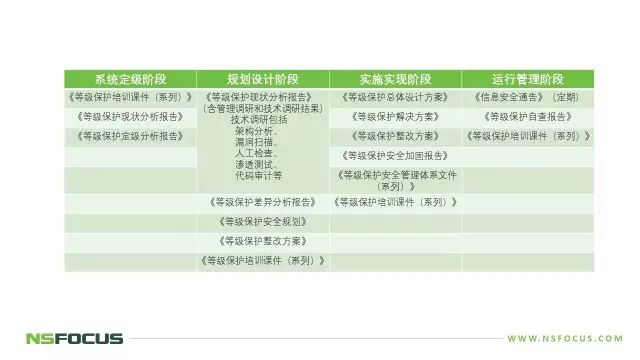 系统定级阶段 规划设计阶段 实施实现阶段 运行管理阶段
《等级保护培训课件（系列）》 《等级保护现状分析报告》 《等级保护总体设计方案》 《信息安全通告》（定期）
（含管理调研和技术调研结果）
《等级保护现状分析报告》 技术调研包括 《等级保护解决方案》 《等级保护自查报告》
架构分析、
《等级保护定级分析报告》 漏洞扫描、 《等级保护整改方案》 《等级保护培训课件（系列）》
人工检查、
《等级保护安全加固报告》
渗透测试、
代码审计等 《等级保护安全管理体系文件
（系列）》
《等级保护差异分析报告》 《等级保护培训课件（系列）》
《等级保护安全规划》
《等级保护整改方案》
《等级保护培训课件（系列）》
NSFOCUS WWW.NSFOCUS.COM